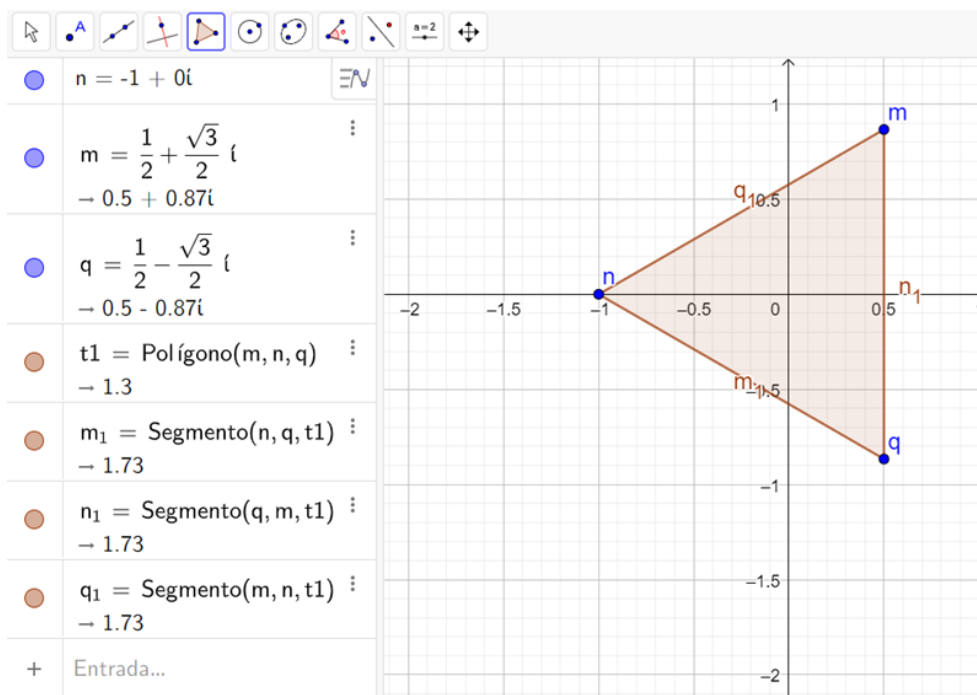 A
a=2
n = -1 + 0í
m = 1/2 + √3/2 í
→ 0.5 + 0.87í
q = 1/2 − √3/2 í
→ 0.5 - 0.87í
t1 = Polígono(m, n, q)
→ 1.3
m₁ = Segmento(n, q, t1)
→ 1.73
n₁ = Segmento(q, m, t1)
→ 1.73
q₁ = Segmento(m, n, t1)
→ 1.73
+ Entrada...
1
m
q₁
0.5
n
n₁
−2
−1.5
−1
−0.5
0
0.5
m₁
−0.5
q
−1
−1.5
−2